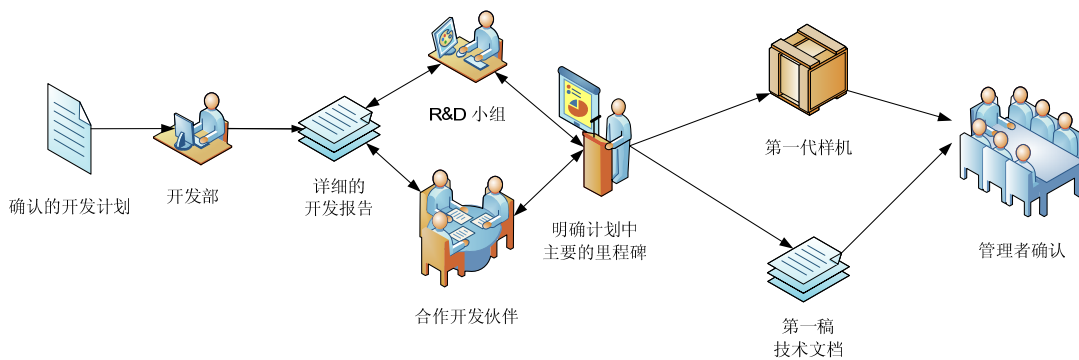 确认的开发计划
开发部
详细的
开发报告
R&D 小组
合作开发伙伴
明确计划中
主要的里程碑
第一代样机
第一稿
技术文档
管理者确认